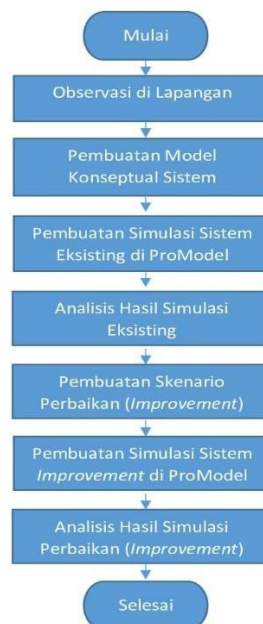 Mulai
Observasi di Lapangan
Pembuatan Model
Konseptual Sistem
Pembuatan Simulasi Sistem
Eksisting di ProModel
Analisis Hasil Simulasi
Eksisting
Pembuatan Skenario
Perbaikan (Improvement)
Pembuatan Simulasi Sistem
Improvement di ProModel
Analisis Hasil Simulasi
Perbaikan (Improvement)
Selesai